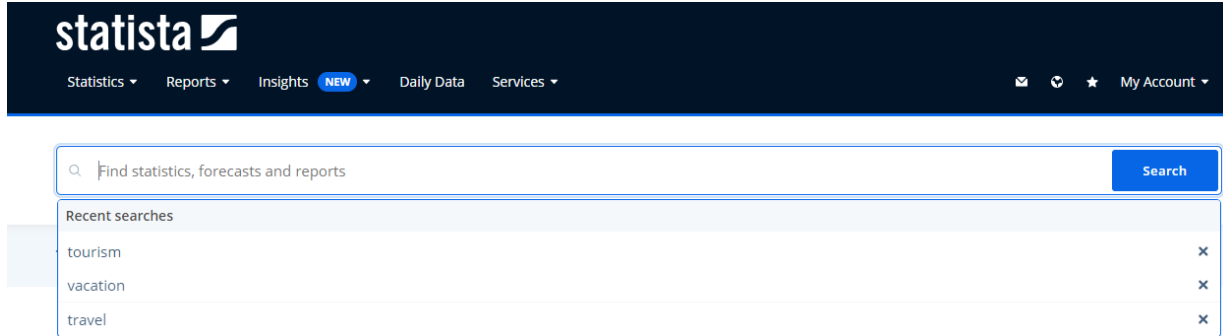 statista
Statistics Reports Insights NEW Daily Data Services My Account
Find statistics, forecasts and reports Search
Recent searches
tourism
vacation
travel